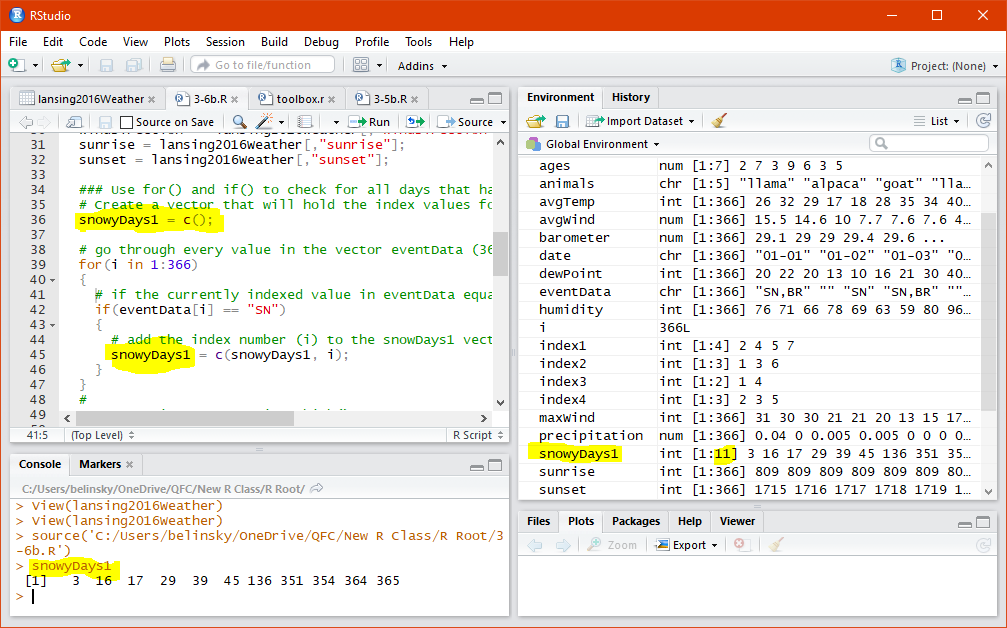 RStudio
File Edit Code View Plots Session Build Debug Profile Tools Help
Go to file/function Addins Project: (None)
lansing2016Weather 3-6b.R toolbox.r 3-5b.R
Source on Save Run Source
31 sunrise = lansing2016Weather[,"sunrise"];
32 sunset = lansing2016Weather[,"sunset"];
33
34 ### Use for() and if() to check for all days that ha
35 # Create a vector that will hold the index values fo
36 snowyDays1 = c();
37
38 # go through every value in the vector eventData (36
39 for(i in 1:366)
40 {
41 # if the currently indexed value in eventData equa
42 if(eventData[i] == "SN")
43 {
44 # add the index number (i) to the snowDays1 vect
45 snowyDays1 = c(snowyDays1, i);
46 }
47 }
48 #
49
41:5 (Top Level) R Script
Console Markers
C:/Users/belinsky/OneDrive/QFC/New R Class/R Root/
> View(lansing2016Weather)
> View(lansing2016Weather)
> source('C:/Users/belinsky/OneDrive/QFC/New R Class/R Root/3
-6b.R')
> snowyDays1
[1] 3 16 17 29 39 45 136 351 354 364 365
>
Environment History
Import Dataset List
Global Environment
ages num [1:7] 2 7 3 9 6 3 5
animals chr [1:5] "llama" "alpaca" "goat" "lla...
avgTemp int [1:366] 26 32 29 17 18 28 35 34 40...
avgWind num [1:366] 15.5 14.6 10 7.7 7.6 7.6 4...
barometer num [1:366] 29.1 29 29 29.4 29.6 ...
date chr [1:366] "01-01" "01-02" "01-03" "0...
dewPoint int [1:366] 20 22 20 13 10 16 21 30 40...
eventData chr [1:366] "SN,BR" "" "SN" "SN,BR" ""...
humidity int [1:366] 76 71 66 78 69 63 59 80 96...
i 366L
index1 int [1:4] 2 4 5 7
index2 int [1:3] 1 3 6
index3 int [1:2] 1 4
index4 int [1:3] 2 3 5
maxWind int [1:366] 31 30 30 21 21 20 13 15 17...
precipitation num [1:366] 0.04 0 0.005 0.005 0 0 0 0...
snowyDays1 int [1:11] 3 16 17 29 39 45 136 351 35...
sunrise int [1:366] 809 809 809 809 809 809 80...
sunset int [1:366] 1715 1716 1717 1718 1719 1...
Files Plots Packages Help Viewer
Zoom Export